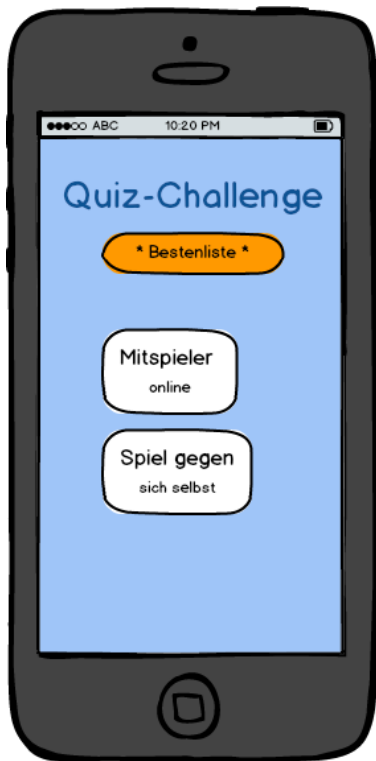 ABC 10:20 PM
Quiz-Challenge
* Bestenliste *
Mitspieler
online
Spiel gegen
sich selbst